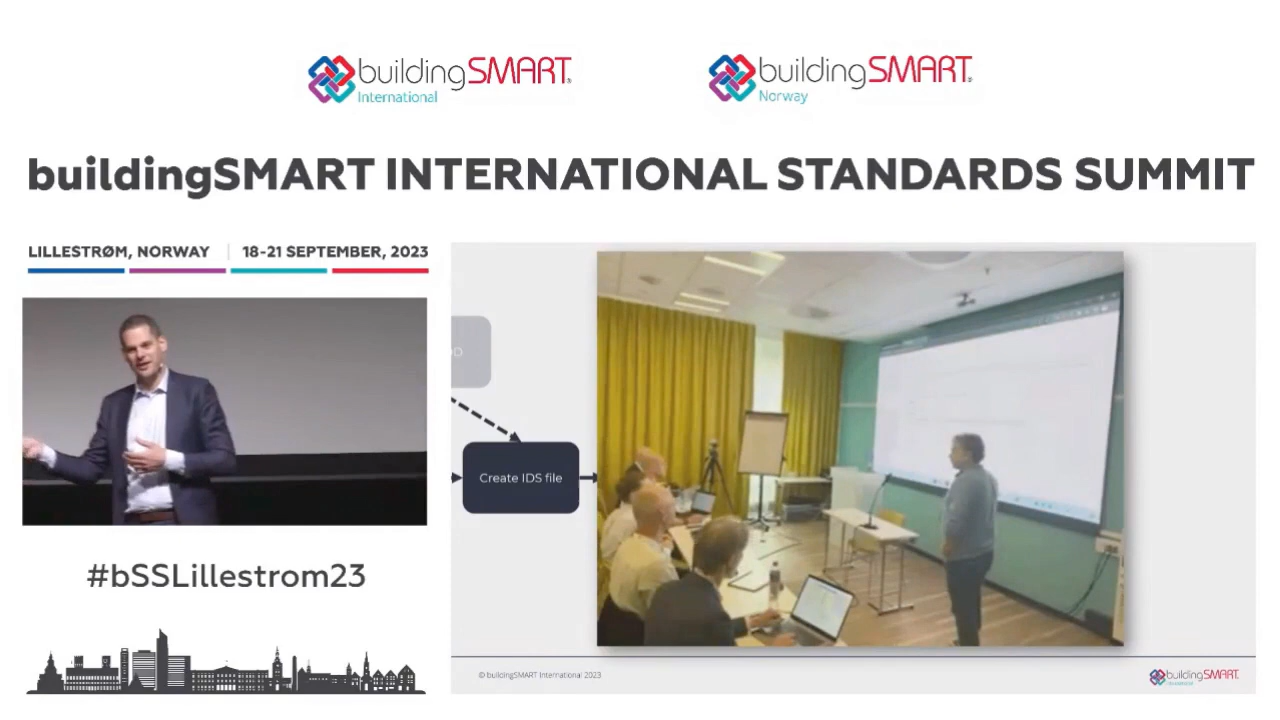 buildingSMART
International
buildingSMART
Norway
buildingSMART INTERNATIONAL STANDARDS SUMMIT
LILLESTRØM, NORWAY | 18-21 SEPTEMBER, 2023
Create IDS file
#bSSLillestrom23
© buildingSMART International 2023
buildingSMART